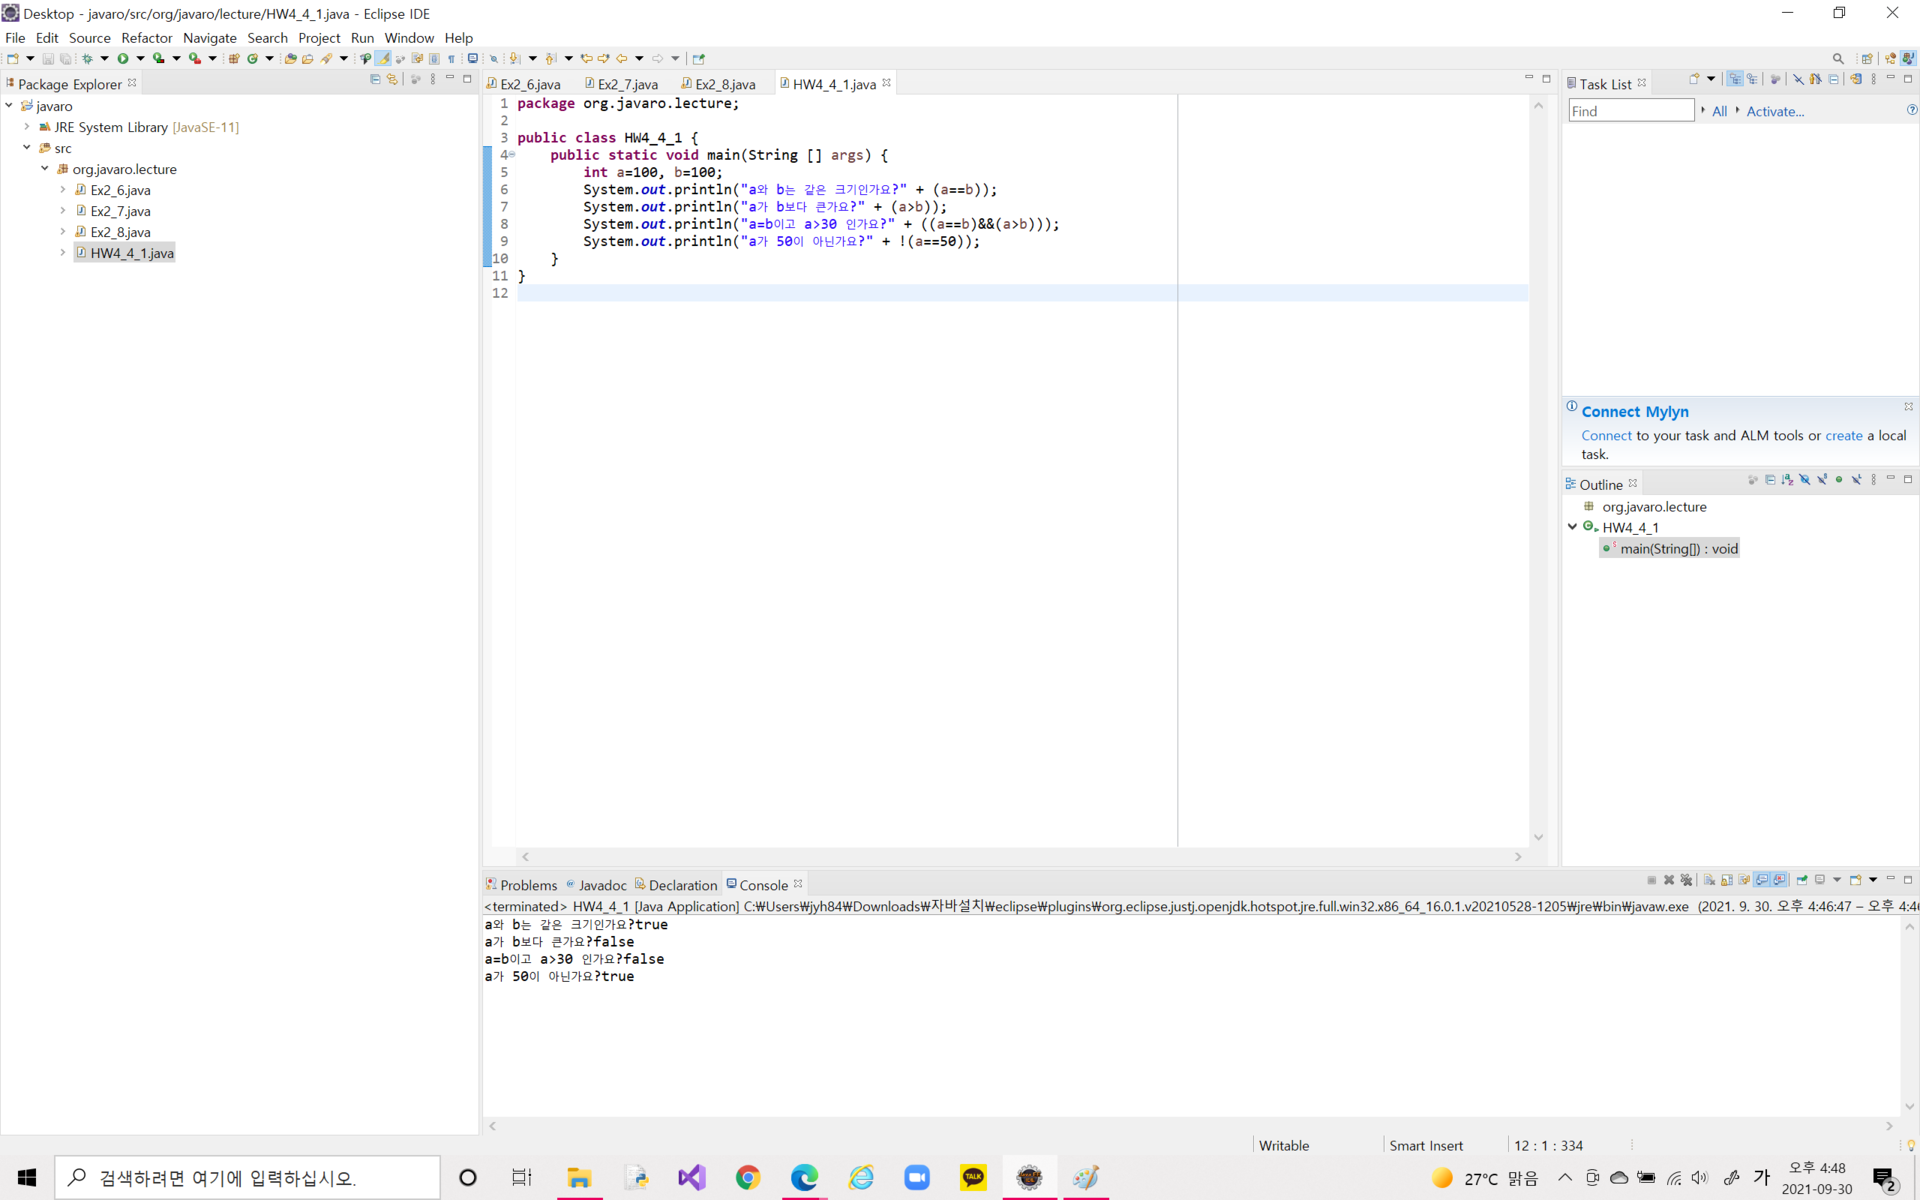 Desktop - javaro/src/org/javaro/lecture/HW4_4_1.java - Eclipse IDE
File Edit Source Refactor Navigate Search Project Run Window Help
Package Explorer
javaro
JRE System Library [JavaSE-11]
src
org.javaro.lecture
Ex2_6.java
Ex2_7.java
Ex2_8.java
HW4_4_1.java
Ex2_6.java Ex2_7.java Ex2_8.java HW4_4_1.java
1 package org.javaro.lecture;
2
3 public class HW4_4_1 {
4 public static void main(String [] args) {
5 int a=100, b=100;
6 System.out.println("a와 b는 같은 크기인가요?" + (a==b));
7 System.out.println("a가 b보다 큰가요?" + (a>b));
8 System.out.println("a=b이고 a>30 인가요?" + ((a==b)&&(a>b)));
9 System.out.println("a가 50이 아닌가요?" + !(a==50));
10 }
11 }
12
Task List
Find All Activate...
Connect Mylyn
Connect to your task and ALM tools or create a local
task.
Outline
org.javaro.lecture
HW4_4_1
main(String[]) : void
Problems Javadoc Declaration Console
<terminated> HW4_4_1 [Java Application] C:₩Users₩jyh84₩Downloads₩자바설치₩eclipse₩plugins₩org.eclipse.justj.openjdk.hotspot.jre.full.win32.x86_64_16.0.1.v20210528-1205₩jre₩bin₩javaw.exe (2021. 9. 30. 오후 4:46:47 – 오후 4:46
a와 b는 같은 크기인가요?true
a가 b보다 큰가요?false
a=b이고 a>30 인가요?false
a가 50이 아닌가요?true
Writable Smart Insert 12 : 1 : 334
검색하려면 여기에 입력하십시오.
TALK
27°C 맑음
가
오후 4:48
2021-09-30
2